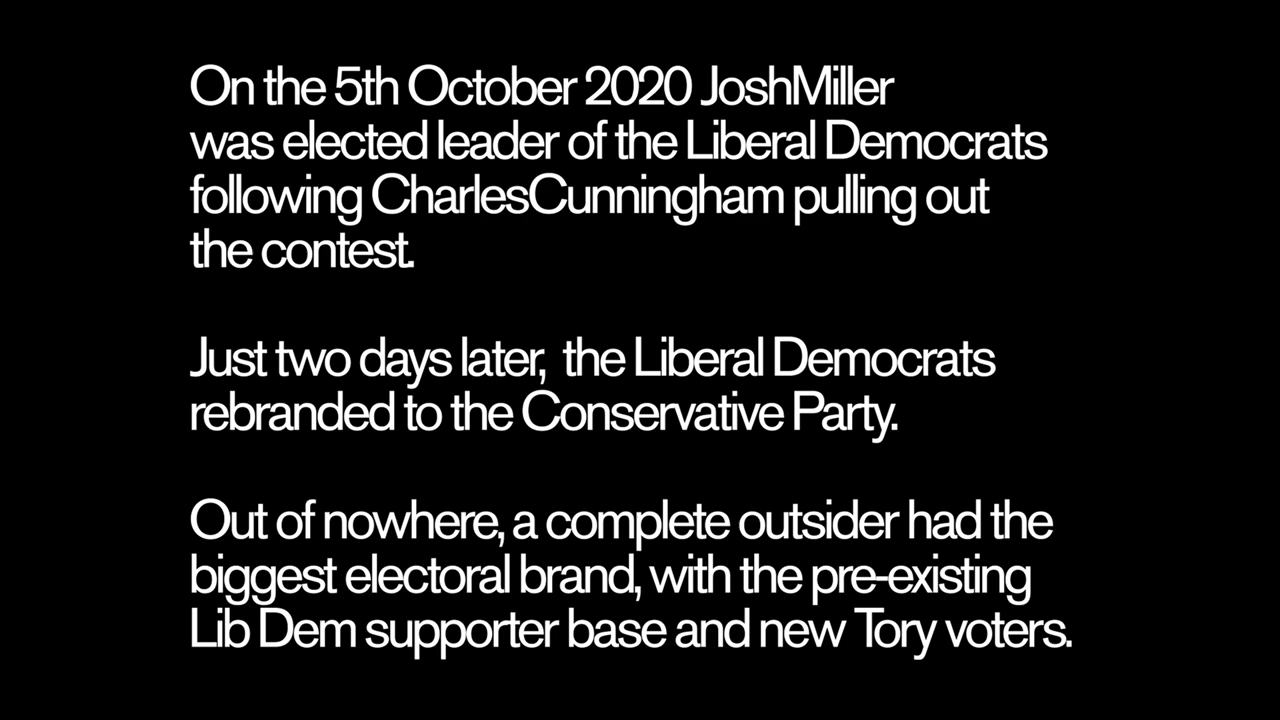 On the 5th October 2020 JoshMiller
was elected leader of the Liberal Democrats
following CharlesCunningham pulling out
the contest.
Just two days later,  the Liberal Democrats
rebranded to the Conservative Party.
Out of nowhere, a complete outsider had the
biggest electoral brand, with the pre-existing
Lib Dem supporter base and new Tory voters.